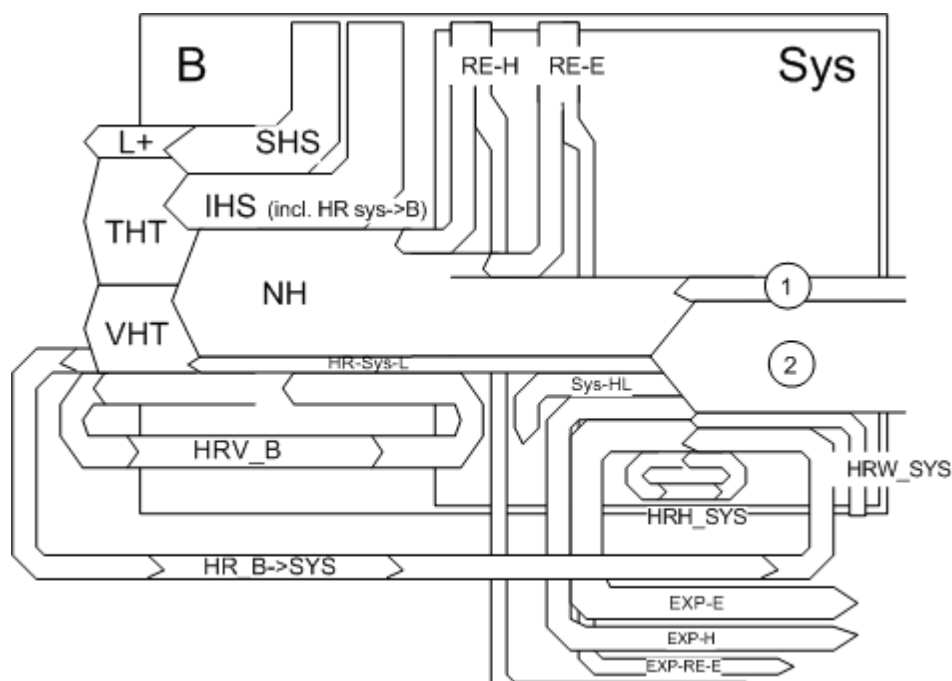 B
Sys
RE-H
RE-E
L+
SHS
IHS (incl. HR sys->B)
THT
NH
1
VHT
2
HR-Sys-L
Sys-HL
HRV_B
HRW_SYS
HRH_SYS
HR_B->SYS
EXP-E
EXP-H
EXP-RE-E